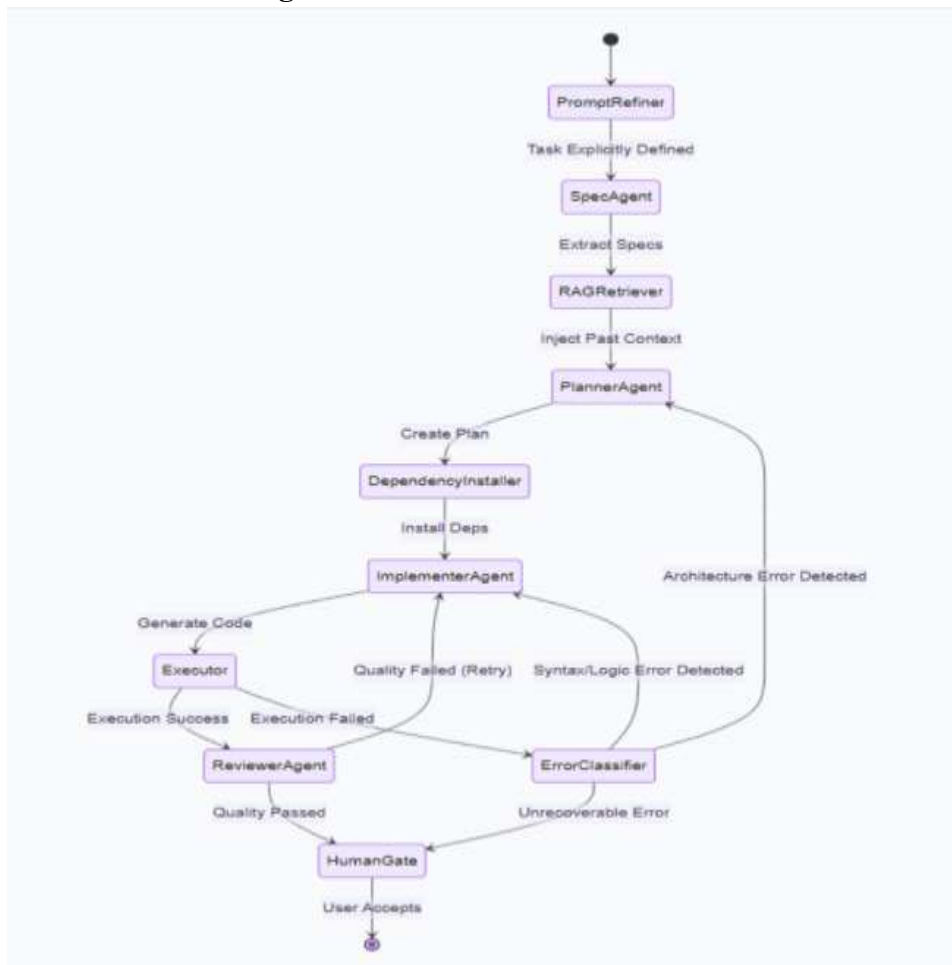 PromptRefiner
Task Explicitly Defined
SpecAgent
Extract Specs
RAGRetriever
Inject Past Context
PlannerAgent
Create Plan
DependencyInstaller
Install Deps
ImplementerAgent
Architecture Error Detected
Generate Code
Executor
Quality Failed (Retry)
Syntax/Logic Error Detected
Execution Success
Execution Failed
ReviewerAgent
ErrorClassifier
Quality Passed
Unrecoverable Error
HumanGate
User Accepts